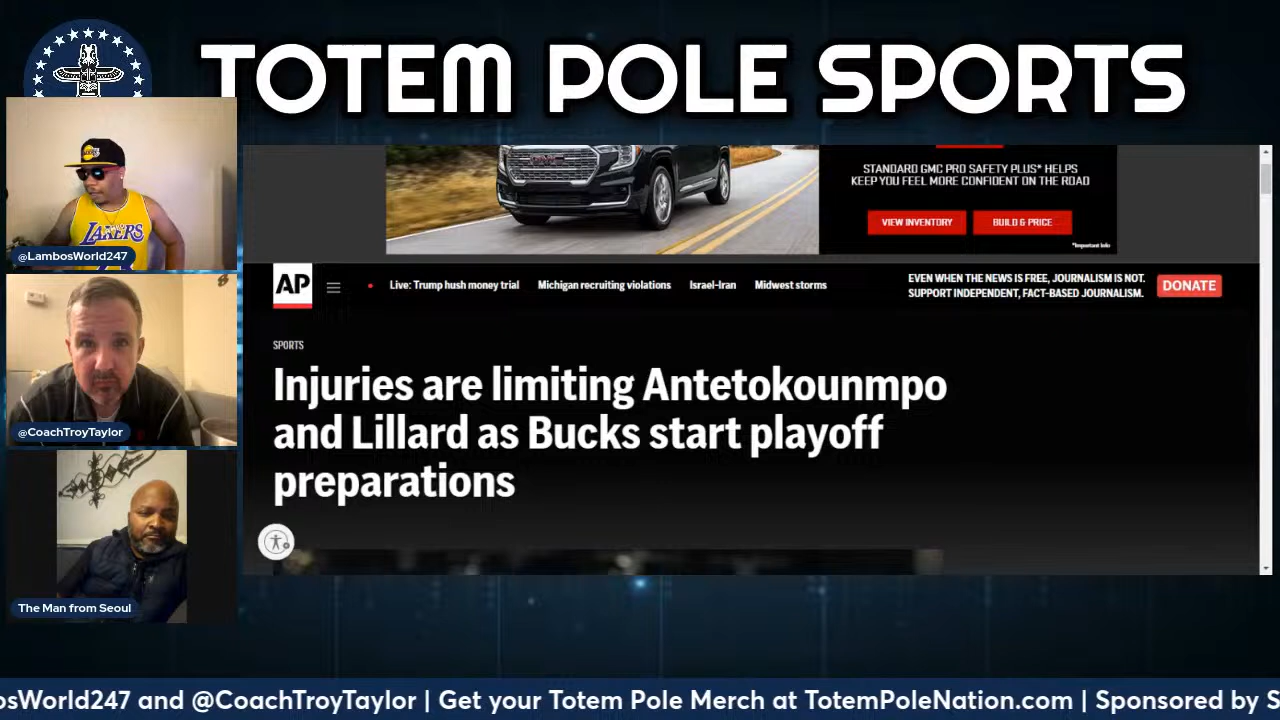 TOTEM POLE SPORTS
LAKERS
@LambosWorld247
@CoachTroyTaylor
The Man from Seoul
GMC
STANDARD GMC PRO SAFETY PLUS* HELPS
KEEP YOU FEEL MORE CONFIDENT ON THE ROAD
VIEW INVENTORY
BUILD & PRICE
*Important Info
AP
Live: Trump hush money trial
Michigan recruiting violations
Israel-Iran
Midwest storms
EVEN WHEN THE NEWS IS FREE, JOURNALISM IS NOT.
SUPPORT INDEPENDENT, FACT-BASED JOURNALISM.
DONATE
SPORTS
Injuries are limiting Antetokounmpo
and Lillard as Bucks start playoff
preparations
osWorld247 and @CoachTroyTaylor | Get your Totem Pole Merch at TotemPoleNation.com | Sponsored by S